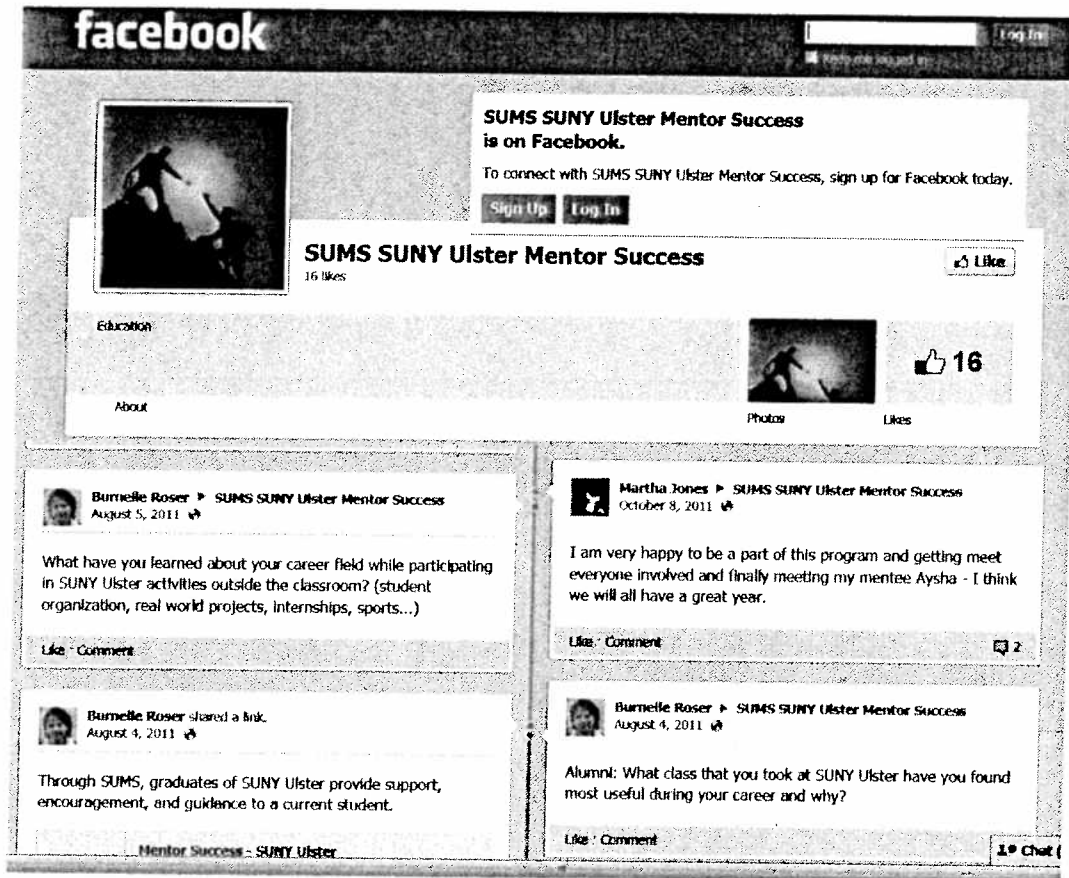 facebook
Log In
Keep me logged in
SUMS SUNY Ulster Mentor Success
is on Facebook.
To connect with SUMS SUNY Ulster Mentor Success, sign up for Facebook today.
Sign Up Log In
SUMS SUNY Ulster Mentor Success
16 likes
Like
Education
About
16
Photos
Likes
Burnelle Roser ▸ SUMS SUNY Ulster Mentor Success
August 5, 2011
What have you learned about your career field while participating
in SUNY Ulster activities outside the classroom? (student
organization, real world projects, internships, sports...)
Like · Comment
Martha Jones ▸ SUMS SUNY Ulster Mentor Success
October 8, 2011
I am very happy to be a part of this program and getting meet
everyone involved and finally meeting my mentee Aysha - I think
we will all have a great year.
Like · Comment
2
Burnelle Roser shared a link.
August 4, 2011
Through SUMS, graduates of SUNY Ulster provide support,
encouragement, and guidance to a current student.
Mentor Success - SUNY Ulster
Burnelle Roser ▸ SUMS SUNY Ulster Mentor Success
August 4, 2011
Alumni: What class that you took at SUNY Ulster have you found
most useful during your career and why?
Like · Comment
Chat (